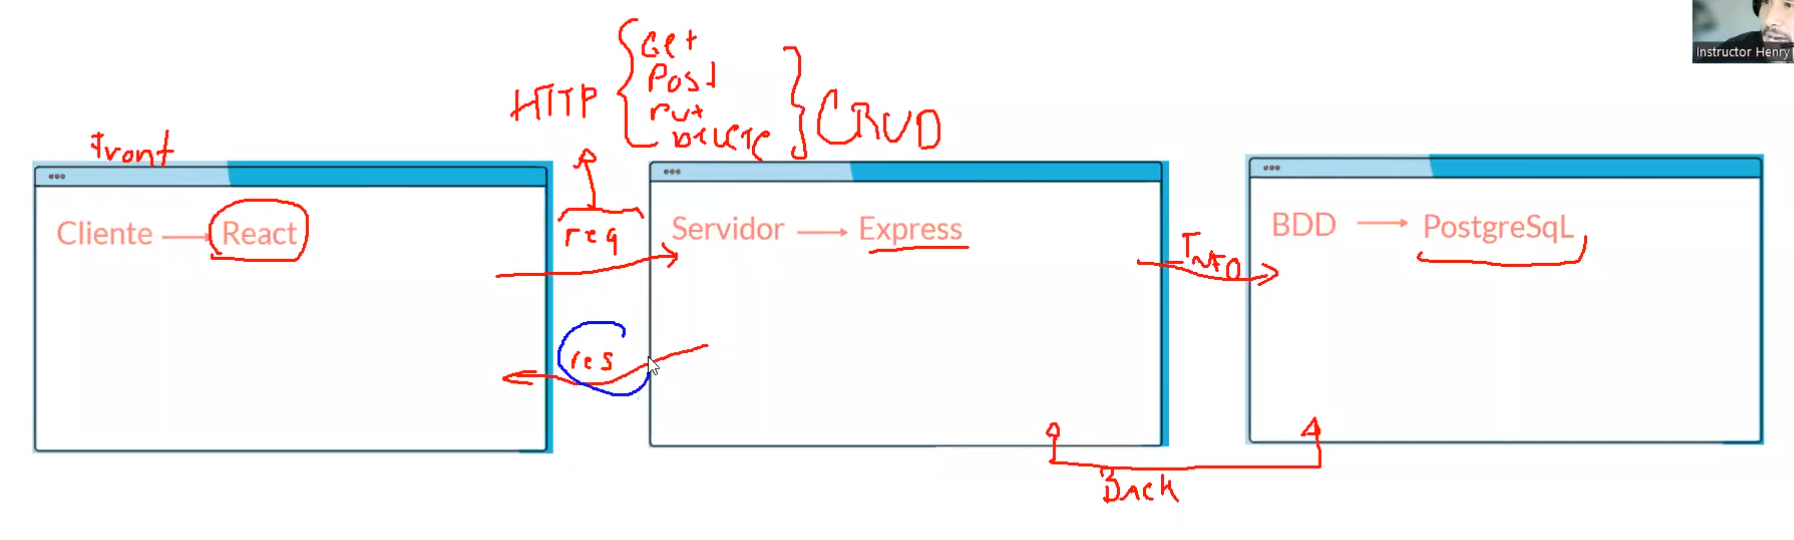 Get
Post
HTTP
Put
DELETE
CRUD
Instructor Henry
Front
Cliente → React
req
Servidor → Express
Info
BDD → PostgreSqL
res
Back